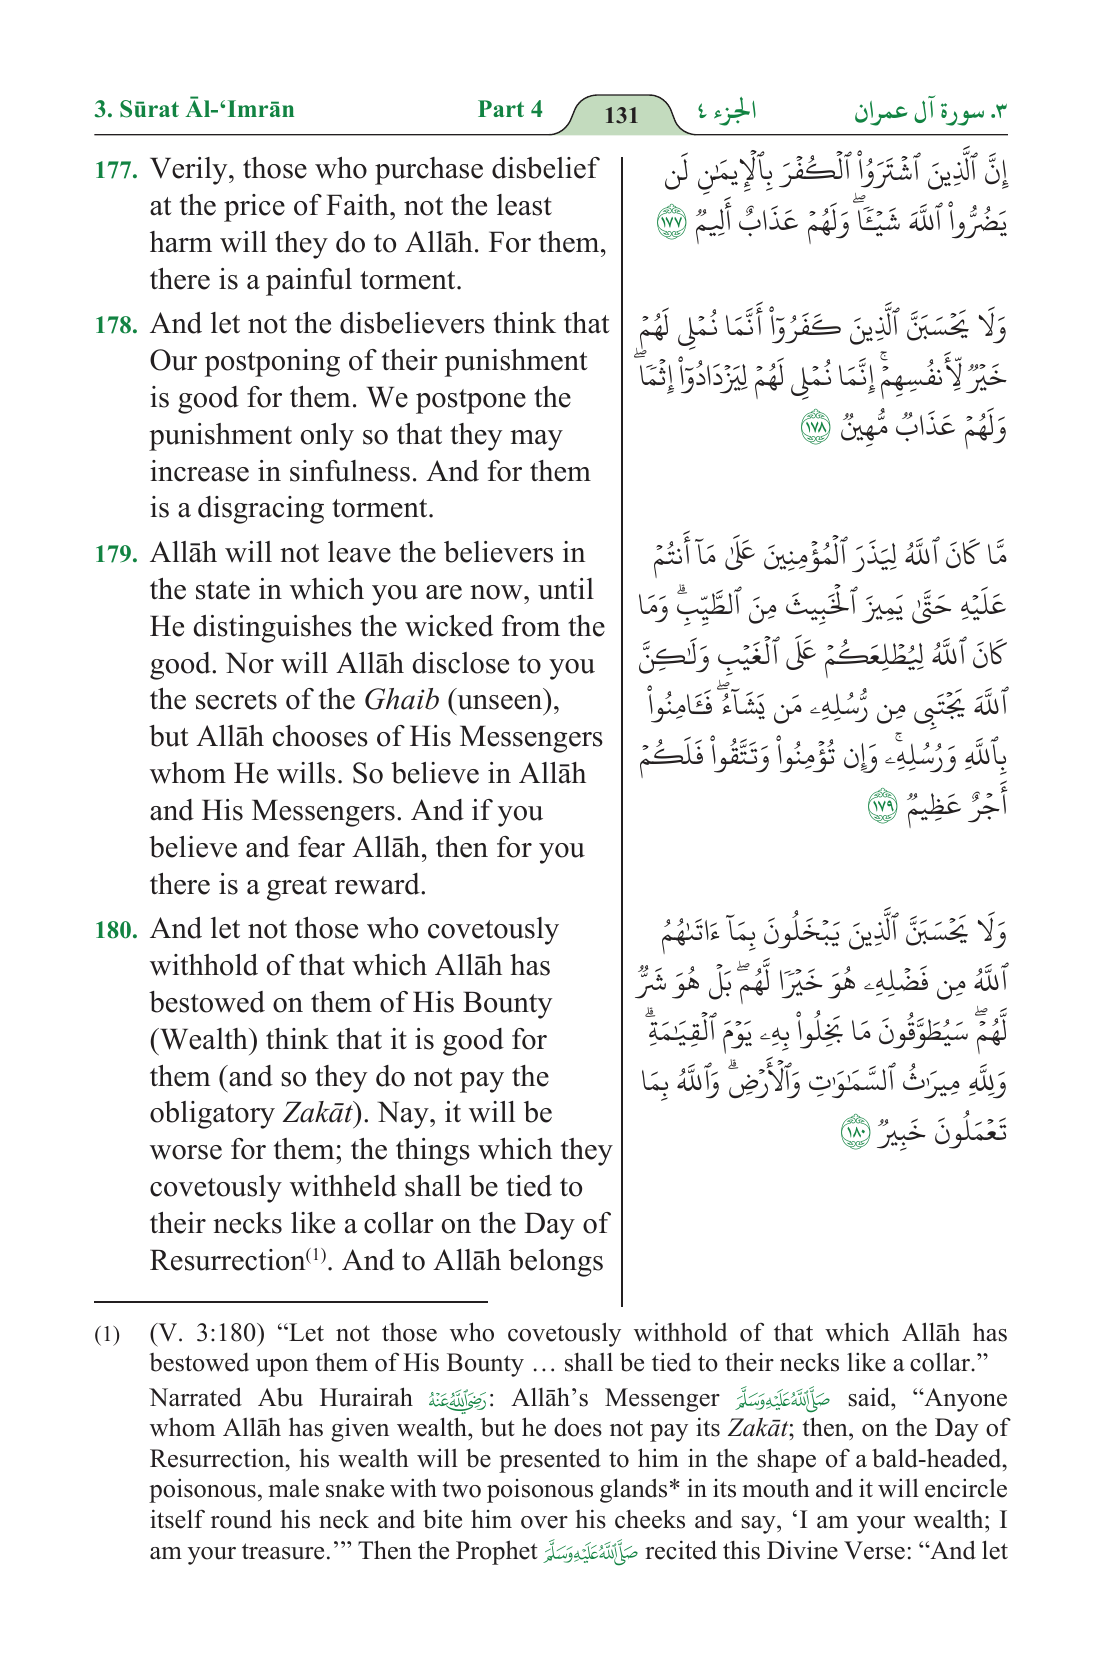 3. Sūrat Āl-‘Imrān Part 4 131 الجزء ٤ ٣. سورة آل عمران
177. Verily, those who purchase disbelief
at the price of Faith, not the least
harm will they do to Allāh. For them,
there is a painful torment.
إِنَّ ٱلَّذِينَ ٱشۡتَرَوُاْ ٱلۡكُفۡرَ بِٱلۡإِيمَٰنِ لَن
يَضُرُّواْ ٱللَّهَ شَيۡـٔٗاۖ وَلَهُمۡ عَذَابٌ أَلِيمٞ ١٧٧
178. And let not the disbelievers think that
Our postponing of their punishment
is good for them. We postpone the
punishment only so that they may
increase in sinfulness. And for them
is a disgracing torment.
وَلَا يَحۡسَبَنَّ ٱلَّذِينَ كَفَرُوٓاْ أَنَّمَا نُمۡلِي لَهُمۡ
خَيۡرٞ لِّأَنفُسِهِمۡۚ إِنَّمَا نُمۡلِي لَهُمۡ لِيَزۡدَادُوٓاْ إِثۡمٗاۖ
وَلَهُمۡ عَذَابٞ مُّهِينٞ ١٧٨
179. Allāh will not leave the believers in
the state in which you are now, until
He distinguishes the wicked from the
good. Nor will Allāh disclose to you
the secrets of the Ghaib (unseen),
but Allāh chooses of His Messengers
whom He wills. So believe in Allāh
and His Messengers. And if you
believe and fear Allāh, then for you
there is a great reward.
مَّا كَانَ ٱللَّهُ لِيَذَرَ ٱلۡمُؤۡمِنِينَ عَلَىٰ مَآ أَنتُمۡ
عَلَيۡهِ حَتَّىٰ يَمِيزَ ٱلۡخَبِيثَ مِنَ ٱلطَّيِّبِۗ وَمَا
كَانَ ٱللَّهُ لِيُطۡلِعَكُمۡ عَلَى ٱلۡغَيۡبِ وَلَٰكِنَّ
ٱللَّهَ يَجۡتَبِي مِن رُّسُلِهِۦ مَن يَشَآءُۖ فَـَٔامِنُواْ
بِٱللَّهِ وَرُسُلِهِۦۚ وَإِن تُؤۡمِنُواْ وَتَتَّقُواْ فَلَكُمۡ
أَجۡرٌ عَظِيمٞ ١٧٩
180. And let not those who covetously
withhold of that which Allāh has
bestowed on them of His Bounty
(Wealth) think that it is good for
them (and so they do not pay the
obligatory Zakāt). Nay, it will be
worse for them; the things which they
covetously withheld shall be tied to
their necks like a collar on the Day of
Resurrection(1). And to Allāh belongs
وَلَا يَحۡسَبَنَّ ٱلَّذِينَ يَبۡخَلُونَ بِمَآ ءَاتَىٰهُمُ
ٱللَّهُ مِن فَضۡلِهِۦ هُوَ خَيۡرٗا لَّهُمۖ بَلۡ هُوَ شَرّٞ
لَّهُمۡۖ سَيُطَوَّقُونَ مَا بَخِلُواْ بِهِۦ يَوۡمَ ٱلۡقِيَٰمَةِۗ
وَلِلَّهِ مِيرَٰثُ ٱلسَّمَٰوَٰتِ وَٱلۡأَرۡضِۗ وَٱللَّهُ بِمَا
تَعۡمَلُونَ خَبِيرٞ ١٨٠
(1) (V. 3:180) “Let not those who covetously withhold of that which Allāh has
bestowed upon them of His Bounty … shall be tied to their necks like a collar.”
Narrated Abu Hurairah رضي الله عنه: Allāh’s Messenger صلى الله عليه وسلم said, “Anyone
whom Allāh has given wealth, but he does not pay its Zakāt; then, on the Day of
Resurrection, his wealth will be presented to him in the shape of a bald-headed,
poisonous, male snake with two poisonous glands* in its mouth and it will encircle
itself round his neck and bite him over his cheeks and say, ‘I am your wealth; I
am your treasure.’” Then the Prophet صلى الله عليه وسلم recited this Divine Verse: “And let